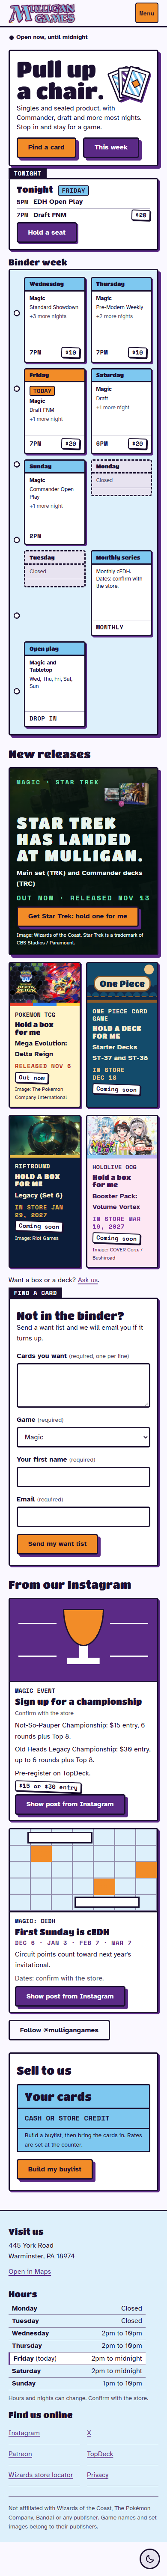 MULLIGAN GAMES
Menu
Open now, until midnight
Pull up
a chair.
Singles and sealed product, with
Commander, draft and more most nights.
Stop in and stay for a game.
Find a card
This week
TONIGHT
Tonight FRIDAY
5PM EDH Open Play
7PM Draft FNM $20
Hold a seat
Binder week
Wednesday
Magic
Standard Showdown
+3 more nights
7PM $10
Thursday
Magic
Pre-Modern Weekly
+2 more nights
7PM $10
Friday
TODAY
Magic
Draft FNM
+1 more night
7PM $20
Saturday
Magic
Draft
+1 more night
6PM $20
Sunday
Magic
Commander Open
Play
+1 more night
2PM
Monday
Closed
Tuesday
Closed
Monthly series
Monthly cEDH.
Dates: confirm with
the store.
MONTHLY
Open play
Magic and
Tabletop
Wed, Thu, Fri, Sat,
Sun
DROP IN
New releases
MAGIC · STAR TREK
STAR TREK
HAS LANDED
AT MULLIGAN.
Main set (TRK) and Commander decks
(TRC)
OUT NOW · RELEASED NOV 13
Get Star Trek: hold one for me
Image: Wizards of the Coast. Star Trek is a trademark of
CBS Studios / Paramount.
POKEMON TCG
Hold a box
for me
Mega Evolution:
Delta Reign
RELEASED NOV 6
Out now
Image: The Pokemon
Company International
One Piece
ONE PIECE CARD
GAME
HOLD A DECK
FOR ME
Starter Decks
ST-37 and ST-38
IN STORE
DEC 18
Coming soon
RIFTBOUND
HOLD A BOX
FOR ME
Legacy (Set 6)
IN STORE JAN
29, 2027
Coming soon
Image: Riot Games
HOLOLIVE OCG
Hold a box
for me
Booster Pack:
Volume Vortex
IN STORE MAR
19, 2027
Coming soon
Image: COVER Corp. /
Bushiroad
Want a box or a deck? Ask us.
FIND A CARD
Not in the binder?
Send a want list and we will email you if it
turns up.
Cards you want (required, one per line)
Game (required)
Magic
Your first name (required)
Email (required)
Send my want list
From our Instagram
MAGIC EVENT
Sign up for a championship
Confirm with the store
Not-So-Pauper Championship: $15 entry, 6
rounds plus Top 8.
Old Heads Legacy Championship: $30 entry,
up to 6 rounds plus Top 8.
Pre-register on TopDeck.
$15 or $30 entry
Show post from Instagram
MAGIC: CEDH
First Sunday is cEDH
DEC 6 · JAN 3 · FEB 7 · MAR 7
Circuit points count toward next year's
invitational.
Dates: confirm with the store.
Show post from Instagram
Follow @mulligangames
Sell to us
Your cards
CASH OR STORE CREDIT
Build a buylist, then bring the cards in. Rates
are set at the counter.
Build my buylist
Visit us
445 York Road
Warminster, PA 18974
Open in Maps
Hours
Monday Closed
Tuesday Closed
Wednesday 2pm to 10pm
Thursday 2pm to 10pm
Friday (today) 2pm to midnight
Saturday 2pm to midnight
Sunday 1pm to 10pm
Hours and nights can change. Confirm with the store.
Find us online
Instagram
X
Patreon
TopDeck
Wizards store locator
Privacy
Not affiliated with Wizards of the Coast, The Pokémon
Company, Bandai or any publisher. Game names and set
images belong to their publishers.